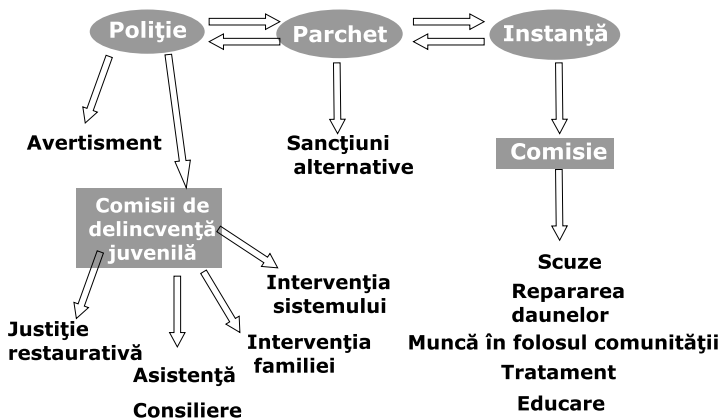 Poliţie
Parchet
Instanţă
Avertisment
Sancţiuni
alternative
Comisie
Comisii de
delincvenţă
juvenilă
Justiţie
restaurativă
Asistenţă
Consiliere
Intervenţia
familiei
Intervenţia
sistemului
Scuze
Repararea
daunelor
Muncă în folosul comunităţii
Tratament
Educare